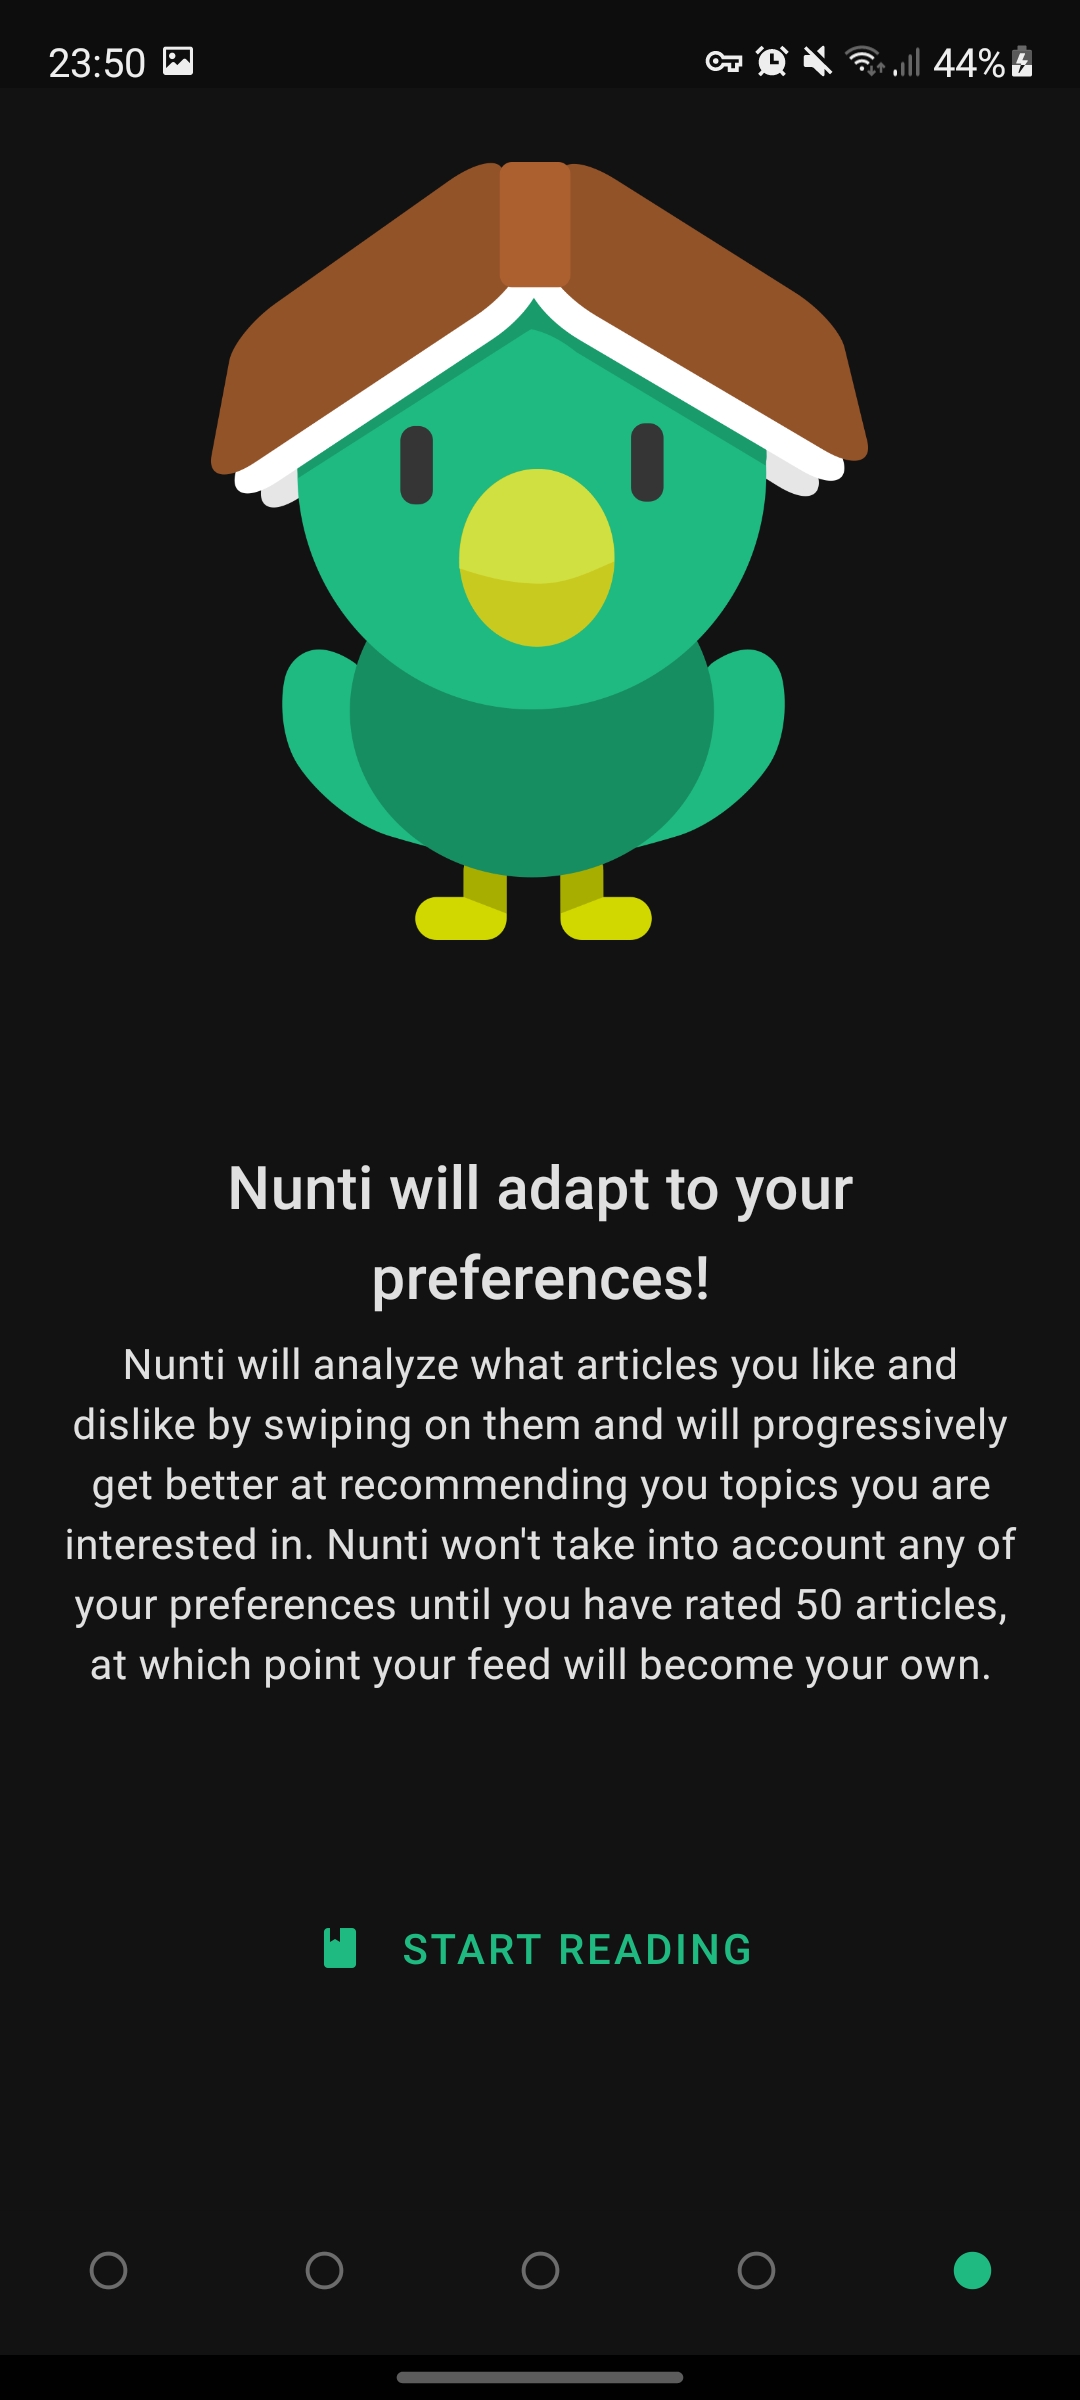 23:50 44%
Nunti will adapt to your
preferences!
Nunti will analyze what articles you like and
dislike by swiping on them and will progressively
get better at recommending you topics you are
interested in. Nunti won't take into account any of
your preferences until you have rated 50 articles,
at which point your feed will become your own.
START READING